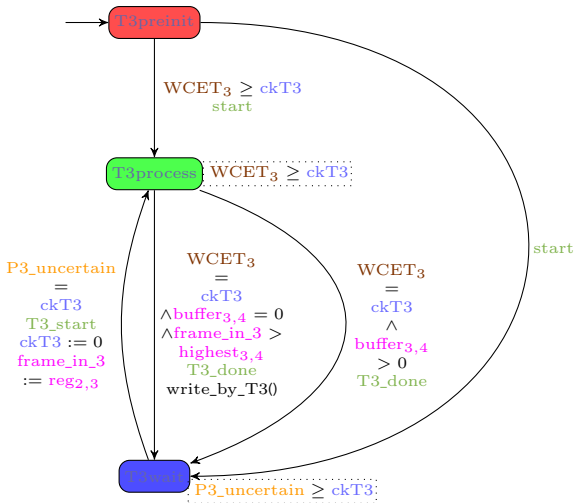 T3preinit
WCET₃ ≥ ckT3
start
T3process
WCET₃ ≥ ckT3
start
P3_uncertain
=
ckT3
T3_start
ckT3 := 0
frame_in_3
:= reg₂,₃
WCET₃
=
ckT3
∧buffer₃,₄ = 0
∧frame_in_3 >
highest₃,₄
T3_done
write_by_T3()
WCET₃
=
ckT3
∧
buffer₃,₄
> 0
T3_done
T3wait
P3_uncertain ≥ ckT3